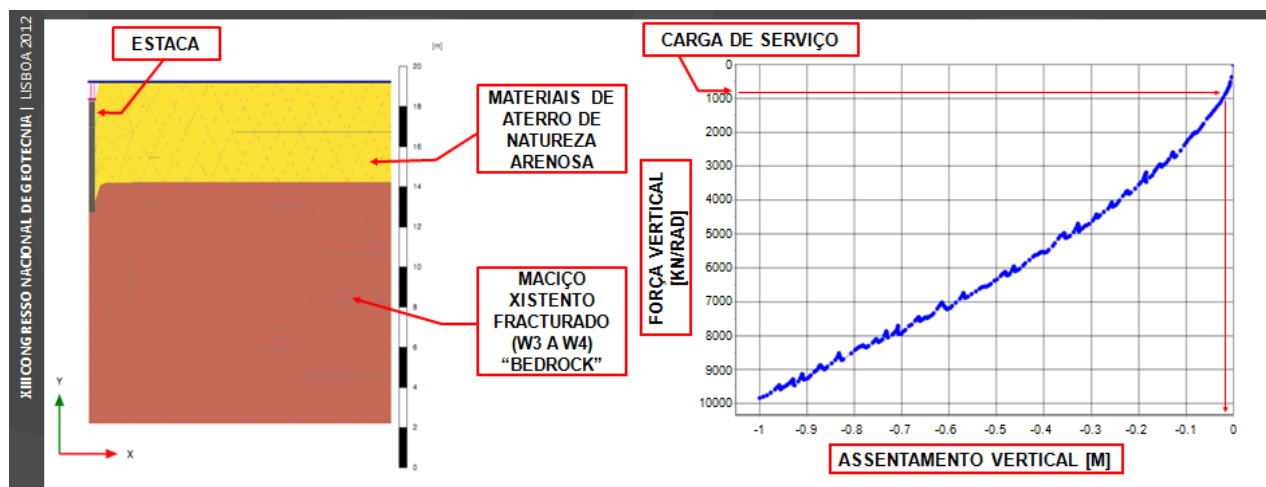 XIII CONGRESSO NACIONAL DE GEOTECNIA | LISBOA 2012
ESTACA
[m]
20
18
16
14
12
10
8
6
4
2
0
MATERIAIS DE
ATERRO DE
NATUREZA
ARENOSA
MACIÇO
XISTENTO
FRACTURADO
(W3 A W4)
“BEDROCK”
Y
X
CARGA DE SERVIÇO
0
1000
2000
3000
4000
5000
6000
7000
8000
9000
10000
FORÇA VERTICAL
[KN/RAD]
-1 -0.9 -0.8 -0.7 -0.6 -0.5 -0.4 -0.3 -0.2 -0.1 0
ASSENTAMENTO VERTICAL [M]